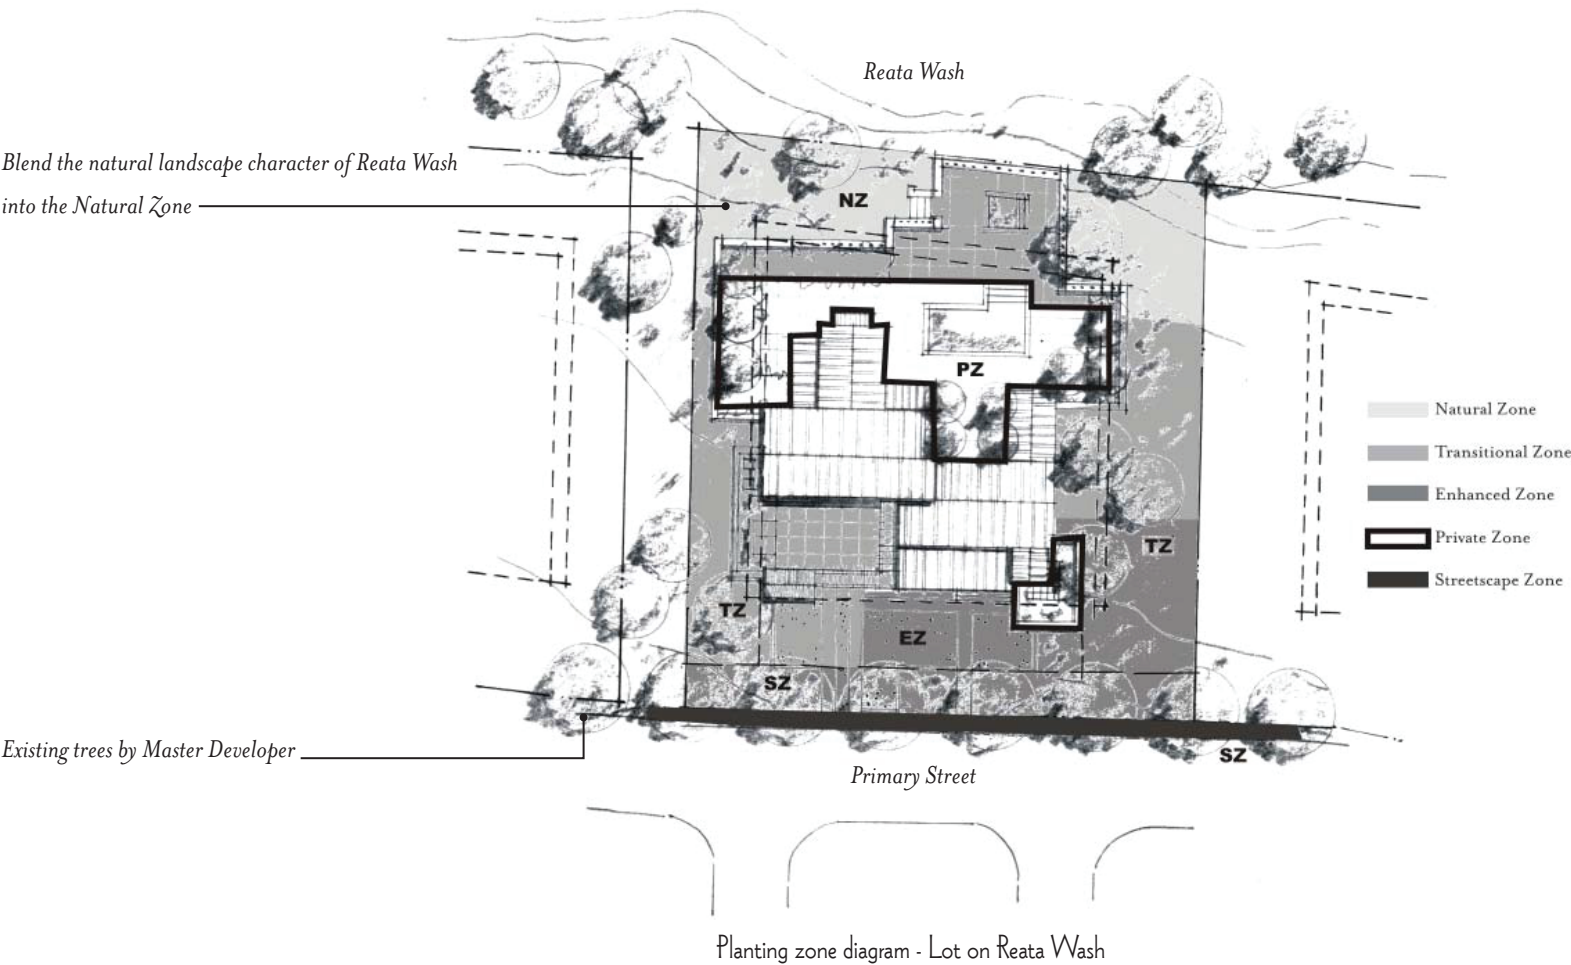 Reata Wash
Blend the natural landscape character of Reata Wash
into the Natural Zone
NZ
PZ
Natural Zone
Transitional Zone
Enhanced Zone
Private Zone
Streetscape Zone
TZ
TZ
EZ
SZ
Existing trees by Master Developer
SZ
Primary Street
Planting zone diagram - Lot on Reata Wash